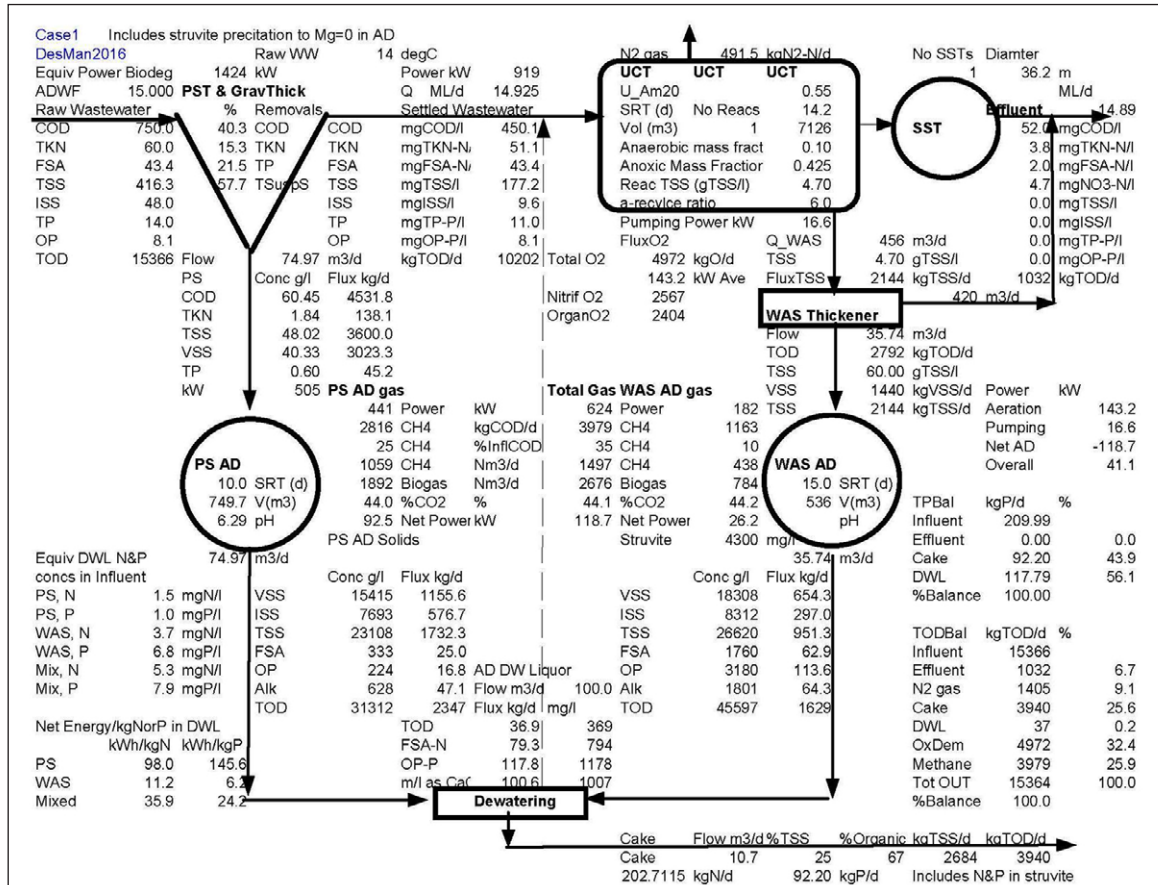 Case1 Includes struvite precitation to Mg=0 in AD
DesMan2016 Raw WW 14 degC N2 gas 491.5 kgN2-N/d No SSTs Diamter
Equiv Power Biodeg 1424 kW Power kW 919 UCT UCT UCT 1 36.2 m
ADWF 15.000 PST & GravThick Q ML/d 14.925 U_Am20 0.55 ML/d
Raw Wastewater % Removals Settled Wastewater SRT (d) No Reacs 14.2 Effluent 14.89
COD 750.0 40.3 COD COD mgCOD/l 450.1 Vol (m3) 1 7126 SST 52.0 mgCOD/l
TKN 60.0 15.3 TKN TKN mgTKN-N/ 51.1 Anaerobic mass fract 0.10 3.8 mgTKN-N/l
FSA 43.4 21.5 TP FSA mgFSA-N/ 43.4 Anoxic Mass Fraction 0.425 2.0 mgFSA-N/l
TSS 416.3 57.7 TSuspS TSS mgTSS/l 177.2 Reac TSS (gTSS/l) 4.70 4.7 mgNO3-N/l
ISS 48.0 ISS mgISS/l 9.6 a-recvlce ratio 6.0 0.0 mgTSS/l
TP 14.0 TP mgTP-P/l 11.0 Pumping Power kW 16.6 0.0 mgISS/l
OP 8.1 OP mgOP-P/l 8.1 FluxO2 Q_WAS 456 m3/d 0.0 mgTP-P/l
TOD 15366 Flow 74.97 m3/d kgTOD/d 10202 Total O2 4972 kgO/d TSS 4.70 gTSS/l 0.0 mgOP-P/l
PS Conc g/l Flux kg/d 143.2 kW Ave FluxTSS 2144 kgTSS/d 1032 kgTOD/d
COD 60.45 4531.8 Nitrif O2 2567 420 m3/d
TKN 1.84 138.1 OrganO2 2404 WAS Thickener
TSS 48.02 3600.0 Flow 35.74 m3/d
VSS 40.33 3023.3 TOD 2792 kgTOD/d
TP 0.60 45.2 TSS 60.00 gTSS/l
kW 505 PS AD gas Total Gas WAS AD gas VSS 1440 kgVSS/d Power kW
441 Power kW 624 Power 182 TSS 2144 kgTSS/d Aeration 143.2
2816 CH4 kgCOD/d 3979 CH4 1163 Pumping 16.6
25 CH4 %InflCOD 35 CH4 10 Net AD -118.7
PS AD 1059 CH4 Nm3/d 1497 CH4 438 WAS AD Overall 41.1
10.0 SRT (d) 1892 Biogas Nm3/d 2676 Biogas 784 15.0 SRT (d)
749.7 V(m3) 44.0 %CO2 % 44.1 %CO2 44.2 536 V(m3) TPBal kgP/d %
6.29 pH 92.5 Net Power kW 118.7 Net Power 26.2 pH Influent 209.99
PS AD Solids Struvite 4300 mg/l Effluent 0.00 0.0
Equiv DWL N&P 74.97 m3/d 35.74 m3/d Cake 92.20 43.9
concs in Influent Conc g/l Flux kg/d Conc g/l Flux kg/d DWL 117.79 56.1
PS, N 1.5 mgN/l VSS 15415 1155.6 VSS 18308 654.3 %Balance 100.00
PS, P 1.0 mgP/l ISS 7693 576.7 ISS 8312 297.0
WAS, N 3.7 mgN/l TSS 23108 1732.3 TSS 26620 951.3 TODBal kgTOD/d %
WAS, P 6.8 mgP/l FSA 333 25.0 FSA 1760 62.9 Influent 15366
Mix, N 5.3 mgN/l OP 224 16.8 AD DW Liquor OP 3180 113.6 Effluent 1032 6.7
Mix, P 7.9 mgP/l Alk 628 47.1 Flow m3/d 100.0 Alk 1801 64.3 N2 gas 1405 9.1
TOD 31312 2347 Flux kg/d mg/l TOD 45597 1629 Cake 3940 25.6
Net Energy/kgNorP in DWL TOD 36.9 369 DWL 37 0.2
kWh/kgN kWh/kgP FSA-N 79.3 794 OxDem 4972 32.4
PS 98.0 145.6 OP-P 117.8 1178 Methane 3979 25.9
WAS 11.2 6.2 m/l as CaC 100.6 1007 Tot OUT 15364 100.0
Mixed 35.9 24.2 Dewatering %Balance 100.0
Cake Flow m3/d %TSS %Organic kgTSS/d kgTOD/d
Cake 10.7 25 67 2684 3940
202.7115 kgN/d 92.20 kgP/d Includes N&P in struvite